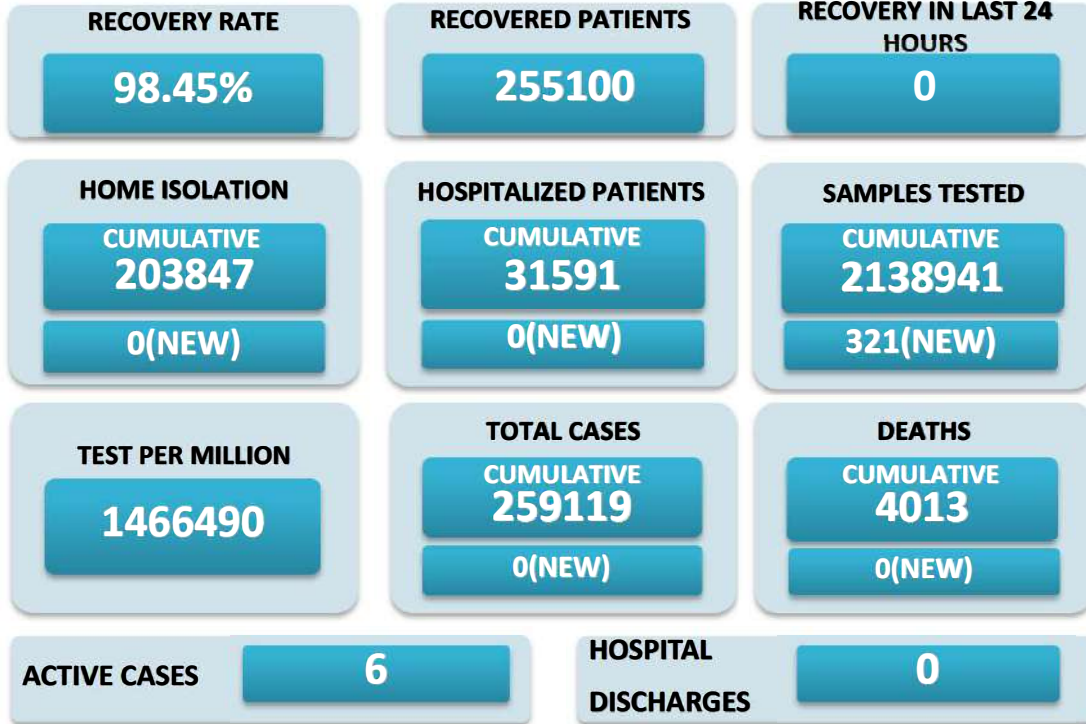 RECOVERY RATE
98.45%
RECOVERED PATIENTS
255100
RECOVERY IN LAST 24
HOURS
0
HOME ISOLATION
CUMULATIVE
203847
0(NEW)
HOSPITALIZED PATIENTS
CUMULATIVE
31591
0(NEW)
SAMPLES TESTED
CUMULATIVE
2138941
321(NEW)
TEST PER MILLION
1466490
TOTAL CASES
CUMULATIVE
259119
0(NEW)
DEATHS
CUMULATIVE
4013
0(NEW)
ACTIVE CASES
6
HOSPITAL
DISCHARGES
0